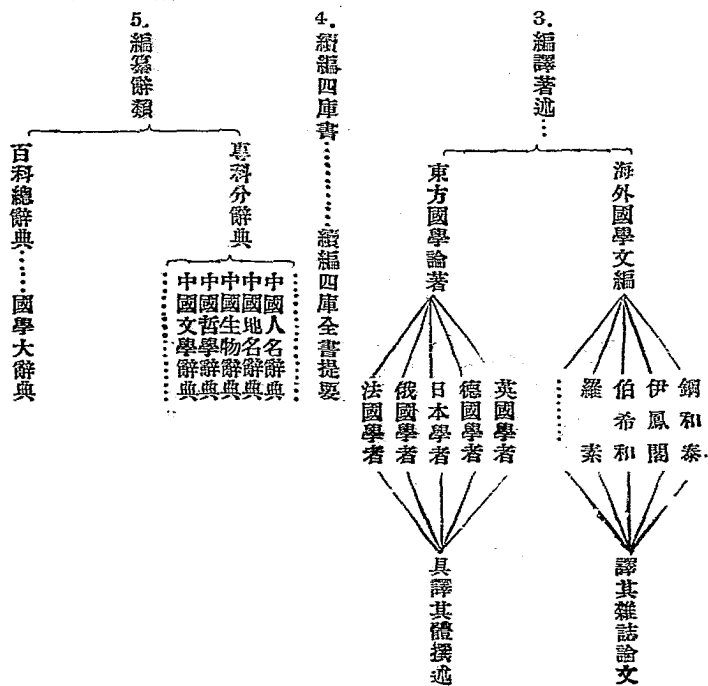 3.編譯著述…
海外國學文編
鋼和泰
伊鳳閣
伯希和
羅素
………
譯其雜誌論文
東方國學論著
英國學者
德國學者
日本學者
俄國學者
法國學者
具譯其體撰述
4.續編四庫書…………續編四庫全書提要
5.編纂辭類
專科分辭典
………
中國人名辭典
中國地名辭典
中國生物辭典
中國哲學辭典
中國文學辭典
………
百科總辭典……國學大辭典